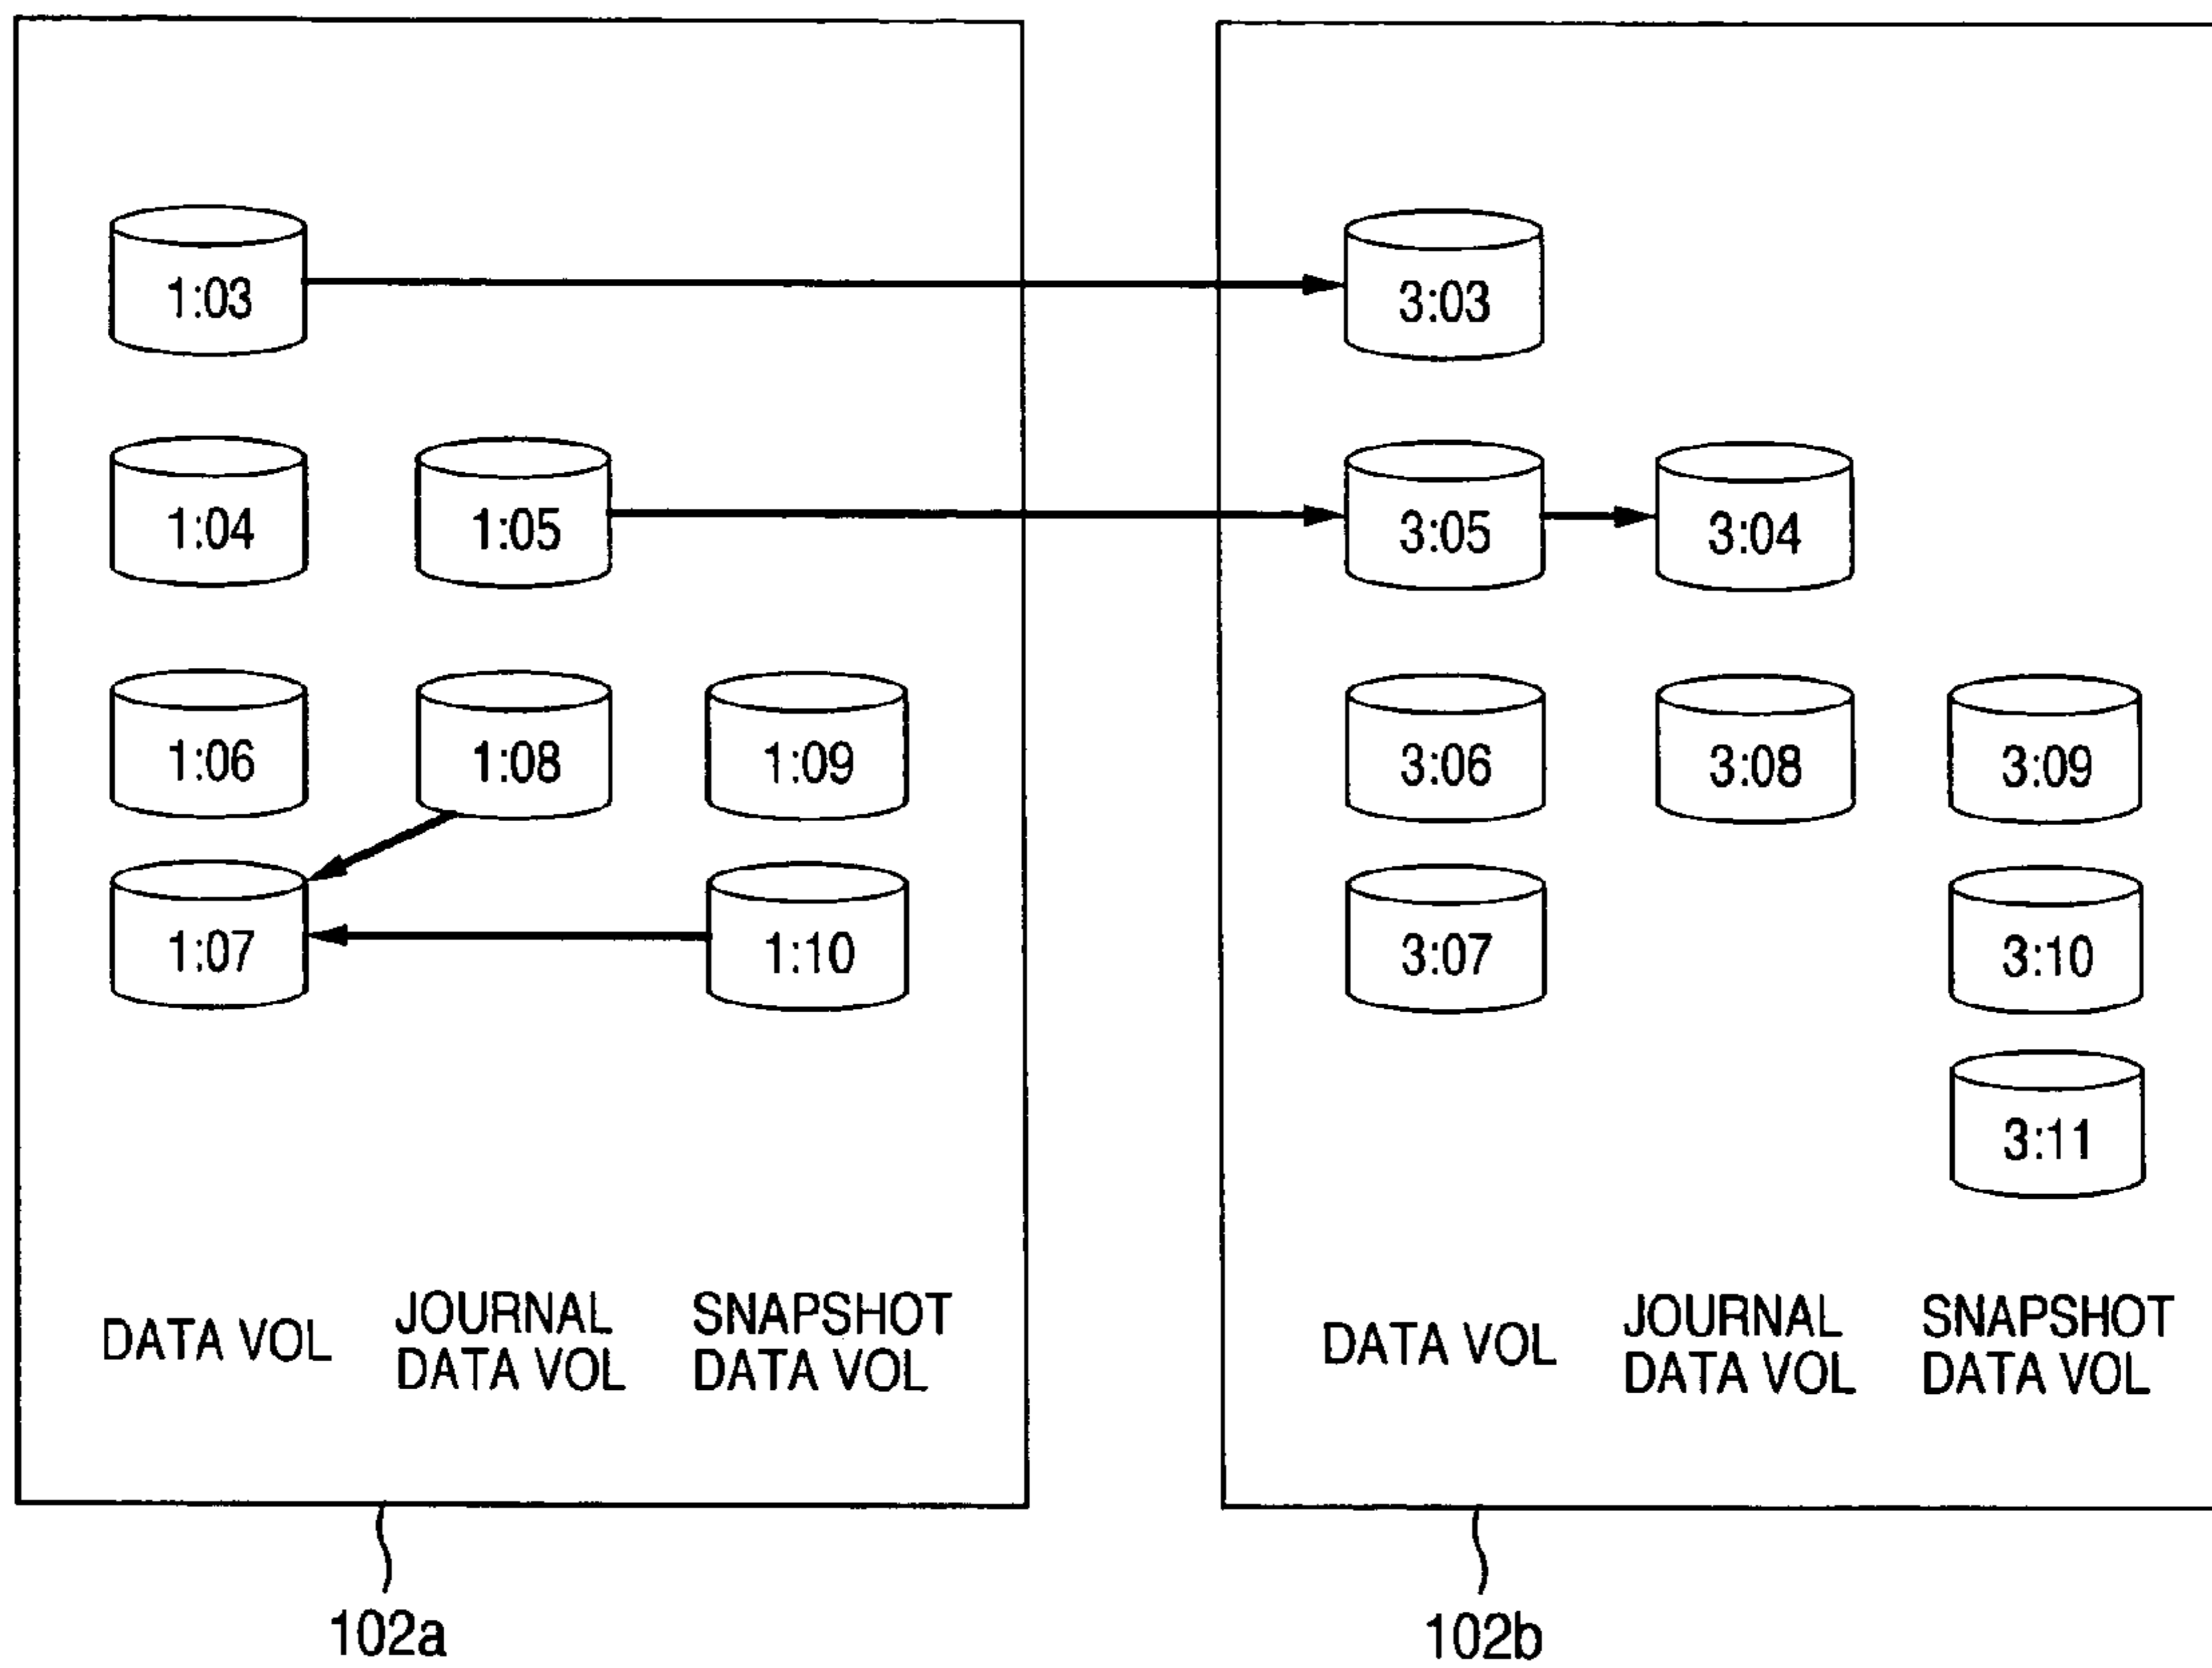 1:03
3:03
1:04
1:05
3:05
3:04
1:06
1:08
1:09
3:06
3:08
3:09
1:07
1:10
3:07
3:10
3:11
DATA VOL
JOURNAL
DATA VOL
SNAPSHOT
DATA VOL
DATA VOL
JOURNAL
DATA VOL
SNAPSHOT
DATA VOL
102a
102b